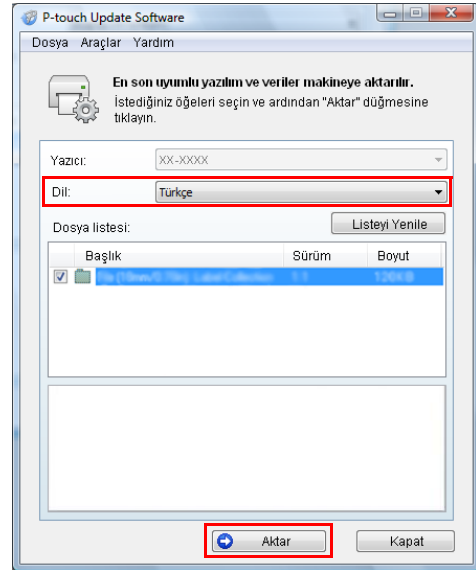 P-touch Update Software
Dosya Araçlar Yardım
En son uyumlu yazılım ve veriler makineye aktarılır.
İstediğiniz öğeleri seçin ve ardından "Aktar" düğmesine
tıklayın.
Yazıcı: XX-XXXX
Dil: Türkçe
Dosya listesi: Listeyi Yenile
Başlık Sürüm Boyut
Aktar Kapat